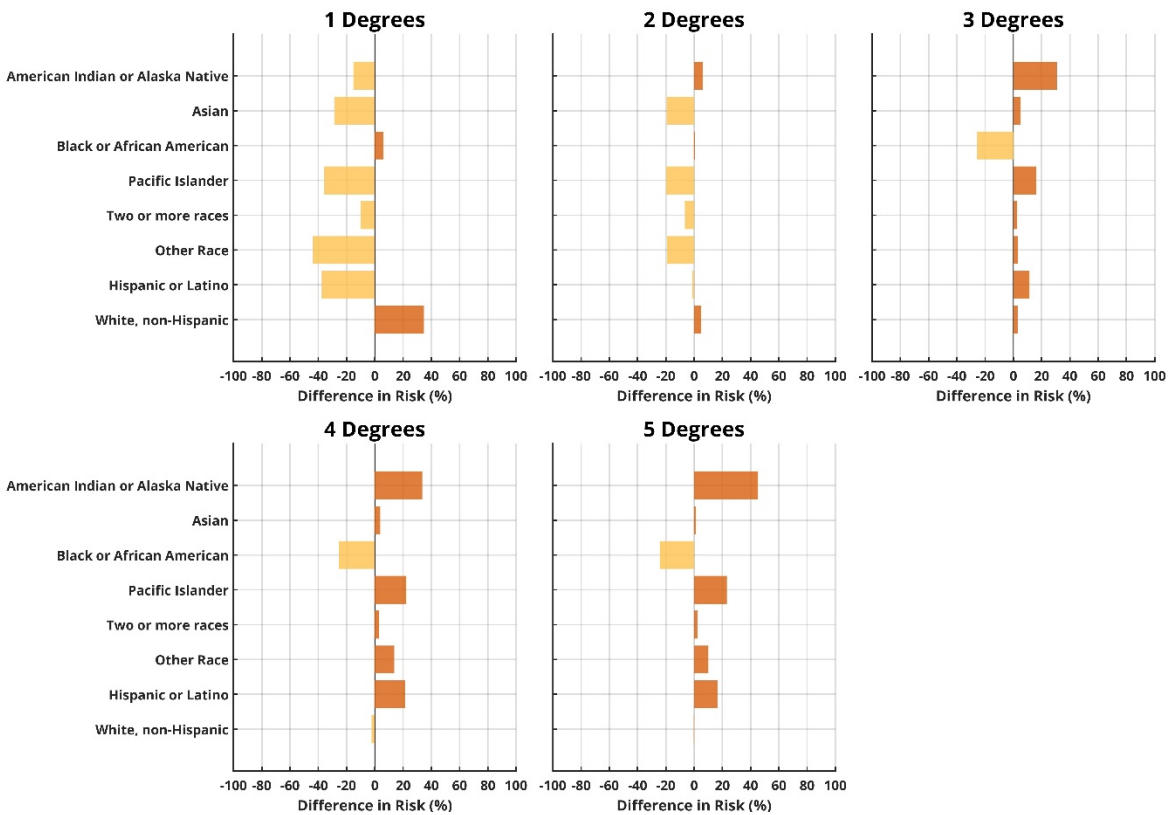 1 Degrees
2 Degrees
3 Degrees
American Indian or Alaska Native
Asian
Black or African American
Pacific Islander
Two or more races
Other Race
Hispanic or Latino
White, non-Hispanic
-100 -80 -60 -40 -20 0 20 40 60 80 100
-100 -80 -60 -40 -20 0 20 40 60 80 100
-100 -80 -60 -40 -20 0 20 40 60 80 100
Difference in Risk (%)
Difference in Risk (%)
Difference in Risk (%)
4 Degrees
5 Degrees
American Indian or Alaska Native
Asian
Black or African American
Pacific Islander
Two or more races
Other Race
Hispanic or Latino
White, non-Hispanic
-100 -80 -60 -40 -20 0 20 40 60 80 100
-100 -80 -60 -40 -20 0 20 40 60 80 100
Difference in Risk (%)
Difference in Risk (%)